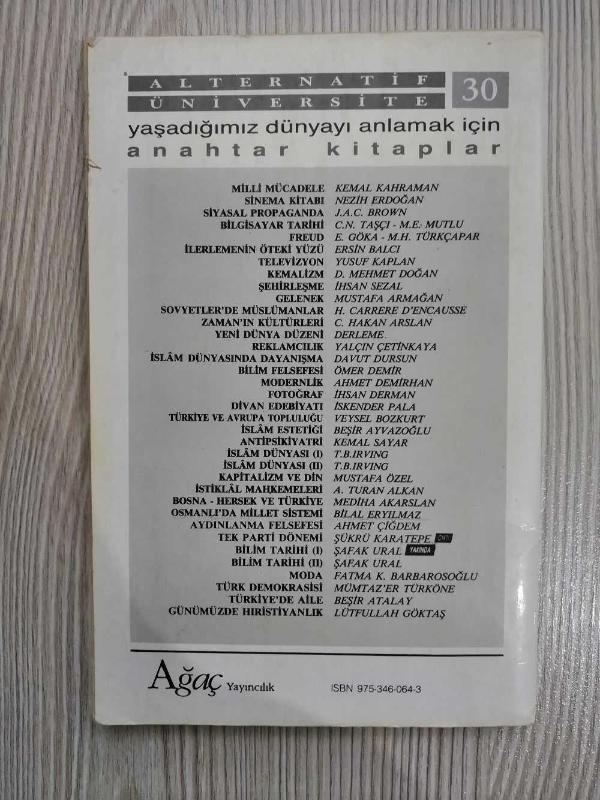 ALTERNATİF
ÜNİVERSİTE 30
yaşadığımız dünyayı anlamak için
anahtar kitaplar
MİLLİ MÜCADELE KEMAL KAHRAMAN
SİNEMA KİTABI NEZİH ERDOĞAN
SİYASAL PROPAGANDA J.A.C. BROWN
BİLGİSAYAR TARİHİ C.N. TAŞÇI - M.E. MUTLU
FREUD E. GÖKA - M.H. TÜRKÇAPAR
İLERLEMENİN ÖTEKİ YÜZÜ ERSİN BALCI
TELEVİZYON YUSUF KAPLAN
KEMALİZM D. MEHMET DOĞAN
ŞEHİRLEŞME İHSAN SEZAL
GELENEK MUSTAFA ARMAĞAN
SOVYETLER'DE MÜSLÜMANLAR H. CARRERE D'ENCAUSSE
ZAMAN'IN KÜLTÜRLERİ C. HAKAN ARSLAN
YENİ DÜNYA DÜZENİ DERLEME
REKLAMCILIK YALÇIN ÇETİNKAYA
İSLÂM DÜNYASINDA DAYANIŞMA DAVUT DURSUN
BİLİM FELSEFESİ ÖMER DEMİR
MODERNLİK AHMET DEMİRHAN
FOTOĞRAF İHSAN DERMAN
DİVAN EDEBİYATI İSKENDER PALA
TÜRKİYE VE AVRUPA TOPLULUĞU VEYSEL BOZKURT
İSLÂM ESTETİĞİ BEŞİR AYVAZOĞLU
ANTİPSİKİYATRİ KEMAL SAYAR
İSLÂM DÜNYASI (I) T.B.IRVING
İSLÂM DÜNYASI (II) T.B.IRVING
KAPİTALİZM VE DİN MUSTAFA ÖZEL
İSTİKLÂL MAHKEMELERİ A. TURAN ALKAN
BOSNA - HERSEK VE TÜRKİYE MEDİHA AKARSLAN
OSMANLI'DA MİLLET SİSTEMİ BİLAL ERYILMAZ
AYDINLANMA FELSEFESİ AHMET ÇİĞDEM
TEK PARTİ DÖNEMİ ŞÜKRÜ KARATEPE
BİLİM TARİHİ (I) ŞAFAK URAL YAKINDA
BİLİM TARİHİ (II) ŞAFAK URAL
MODA FATMA K. BARBAROSOĞLU
TÜRK DEMOKRASİSİ MÜMTAZ'ER TÜRKÖNE
TÜRKİYE'DE AİLE BEŞİR ATALAY
GÜNÜMÜZDE HIRİSTİYANLIK LÜTFULLAH GÖKTAŞ
Ağaç Yayıncılık ISBN 975-346-064-3